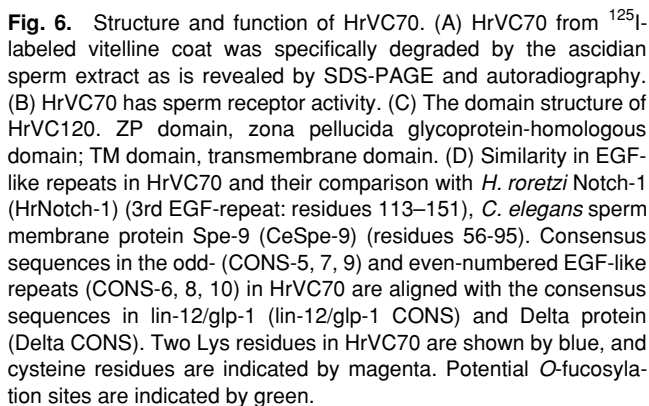 Fig. 6. Structure and function of HrVC70. (A) HrVC70 from ¹²⁵I-
labeled vitelline coat was specifically degraded by the ascidian
sperm extract as is revealed by SDS-PAGE and autoradiography.
(B) HrVC70 has sperm receptor activity. (C) The domain structure of
HrVC120. ZP domain, zona pellucida glycoprotein-homologous
domain; TM domain, transmembrane domain. (D) Similarity in EGF-
like repeats in HrVC70 and their comparison with H. roretzi Notch-1
(HrNotch-1) (3rd EGF-repeat: residues 113–151), C. elegans sperm
membrane protein Spe-9 (CeSpe-9) (residues 56-95). Consensus
sequences in the odd- (CONS-5, 7, 9) and even-numbered EGF-like
repeats (CONS-6, 8, 10) in HrVC70 are aligned with the consensus
sequences in lin-12/glp-1 (lin-12/glp-1 CONS) and Delta protein
(Delta CONS). Two Lys residues in HrVC70 are shown by blue, and
cysteine residues are indicated by magenta. Potential O-fucosyla-
tion sites are indicated by green.